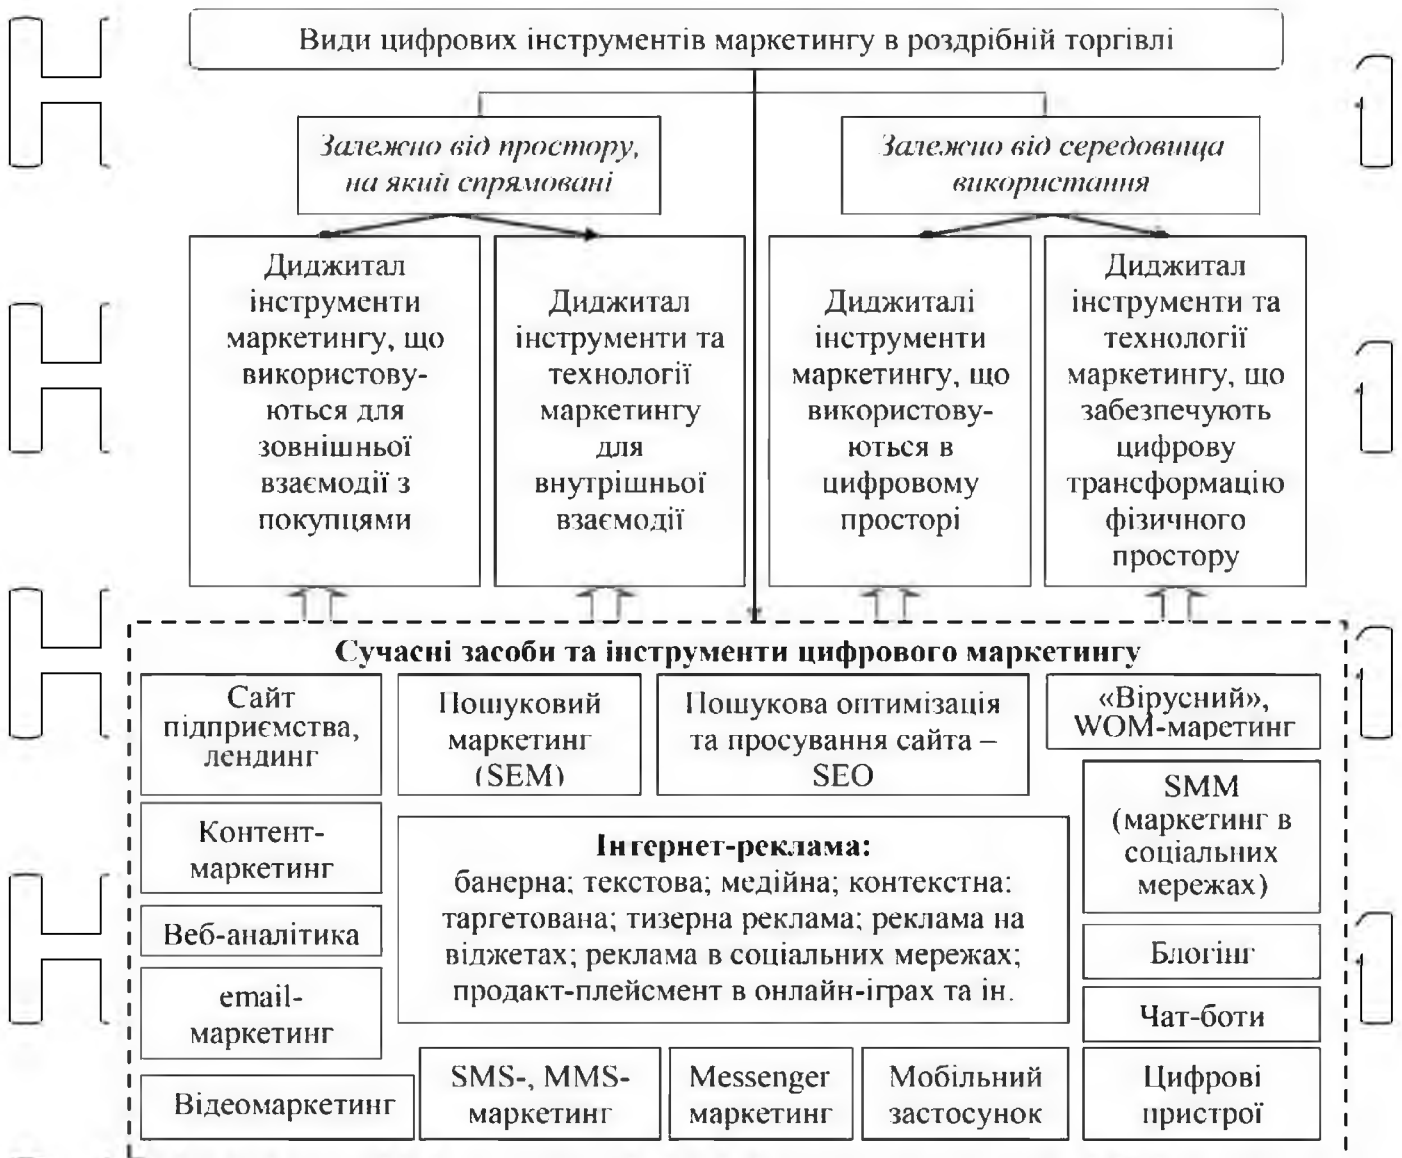 Види цифрових інструментів маркетингу в роздрібній торгівлі
Залежно від простору,
на який спрямовані
Залежно від середовища
використання
Диджитал
інструменти
маркетингу, що
використову-
ються для
зовнішньої
взаємодії з
покупцями
Диджитал
інструменти та
технології
маркетингу
для
внутрішньої
взаємодії
Диджиталі
інструменти
маркетингу, що
використову-
ються в
цифровому
просторі
Диджитал
інструменти та
технології
маркетингу, що
забезпечують
цифрову
трансформацію
фізичного
простору
Сучасні засоби та інструменти цифрового маркетингу
Сайт
підприємства,
лендинг
Пошуковий
маркетинг
(SEM)
Пошукова оптимізація
та просування сайта –
SEO
«Вірусний»,
WOM-маретинг
Контент-
маркетинг
Інтернет-реклама:
банерна; текстова; медійна; контекстна;
таргетована; тизерна реклама; реклама на
віджетах; реклама в соціальних мережах;
продакт-плейсмент в онлайн-іграх та ін.
SMM
(маркетинг в
соціальних
мережах)
Веб-аналітика
Блогінг
email-
маркетинг
Чат-боти
Відеомаркетинг
SMS-, MMS-
маркетинг
Messenger
маркетинг
Мобільний
застосунок
Цифрові
пристрої